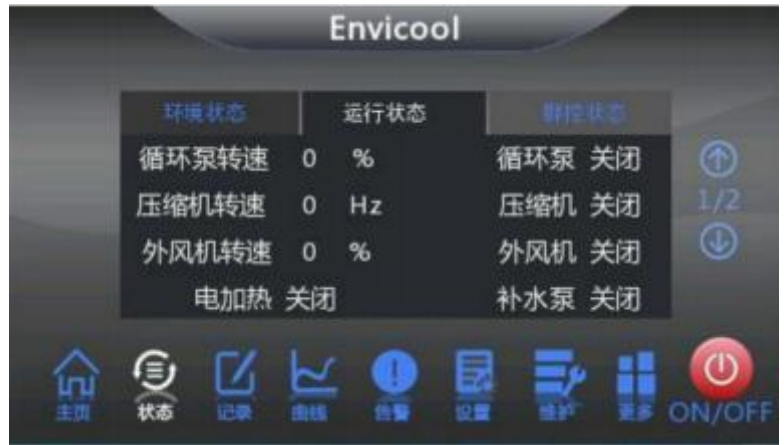 Envicool
环境状态 运行状态 群控状态
循环泵转速 0 % 循环泵 关闭
压缩机转速 0 Hz 压缩机 关闭
1/2
外风机转速 0 % 外风机 关闭
电加热 关闭 补水泵 关闭
主页 状态 记录 曲线 告警 设置 维护 更多 ON/OFF